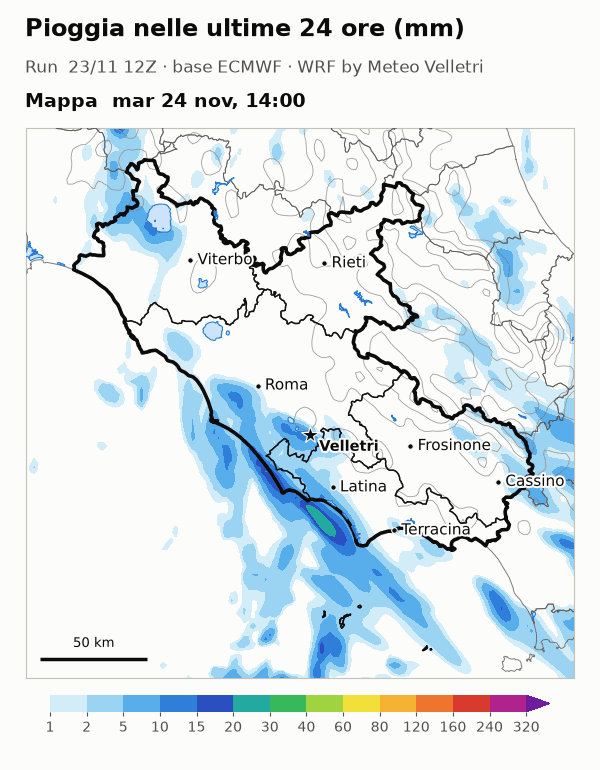 Pioggia nelle ultime 24 ore (mm)
Run 23/11 12Z · base ECMWF · WRF by Meteo Velletri
Mappa mar 24 nov, 14:00
Viterbo
Rieti
Roma
Velletri
Frosinone
Latina
Cassino
Terracina
50 km
1 2 5 10 15 20 30 40 60 80 120 160 240 320